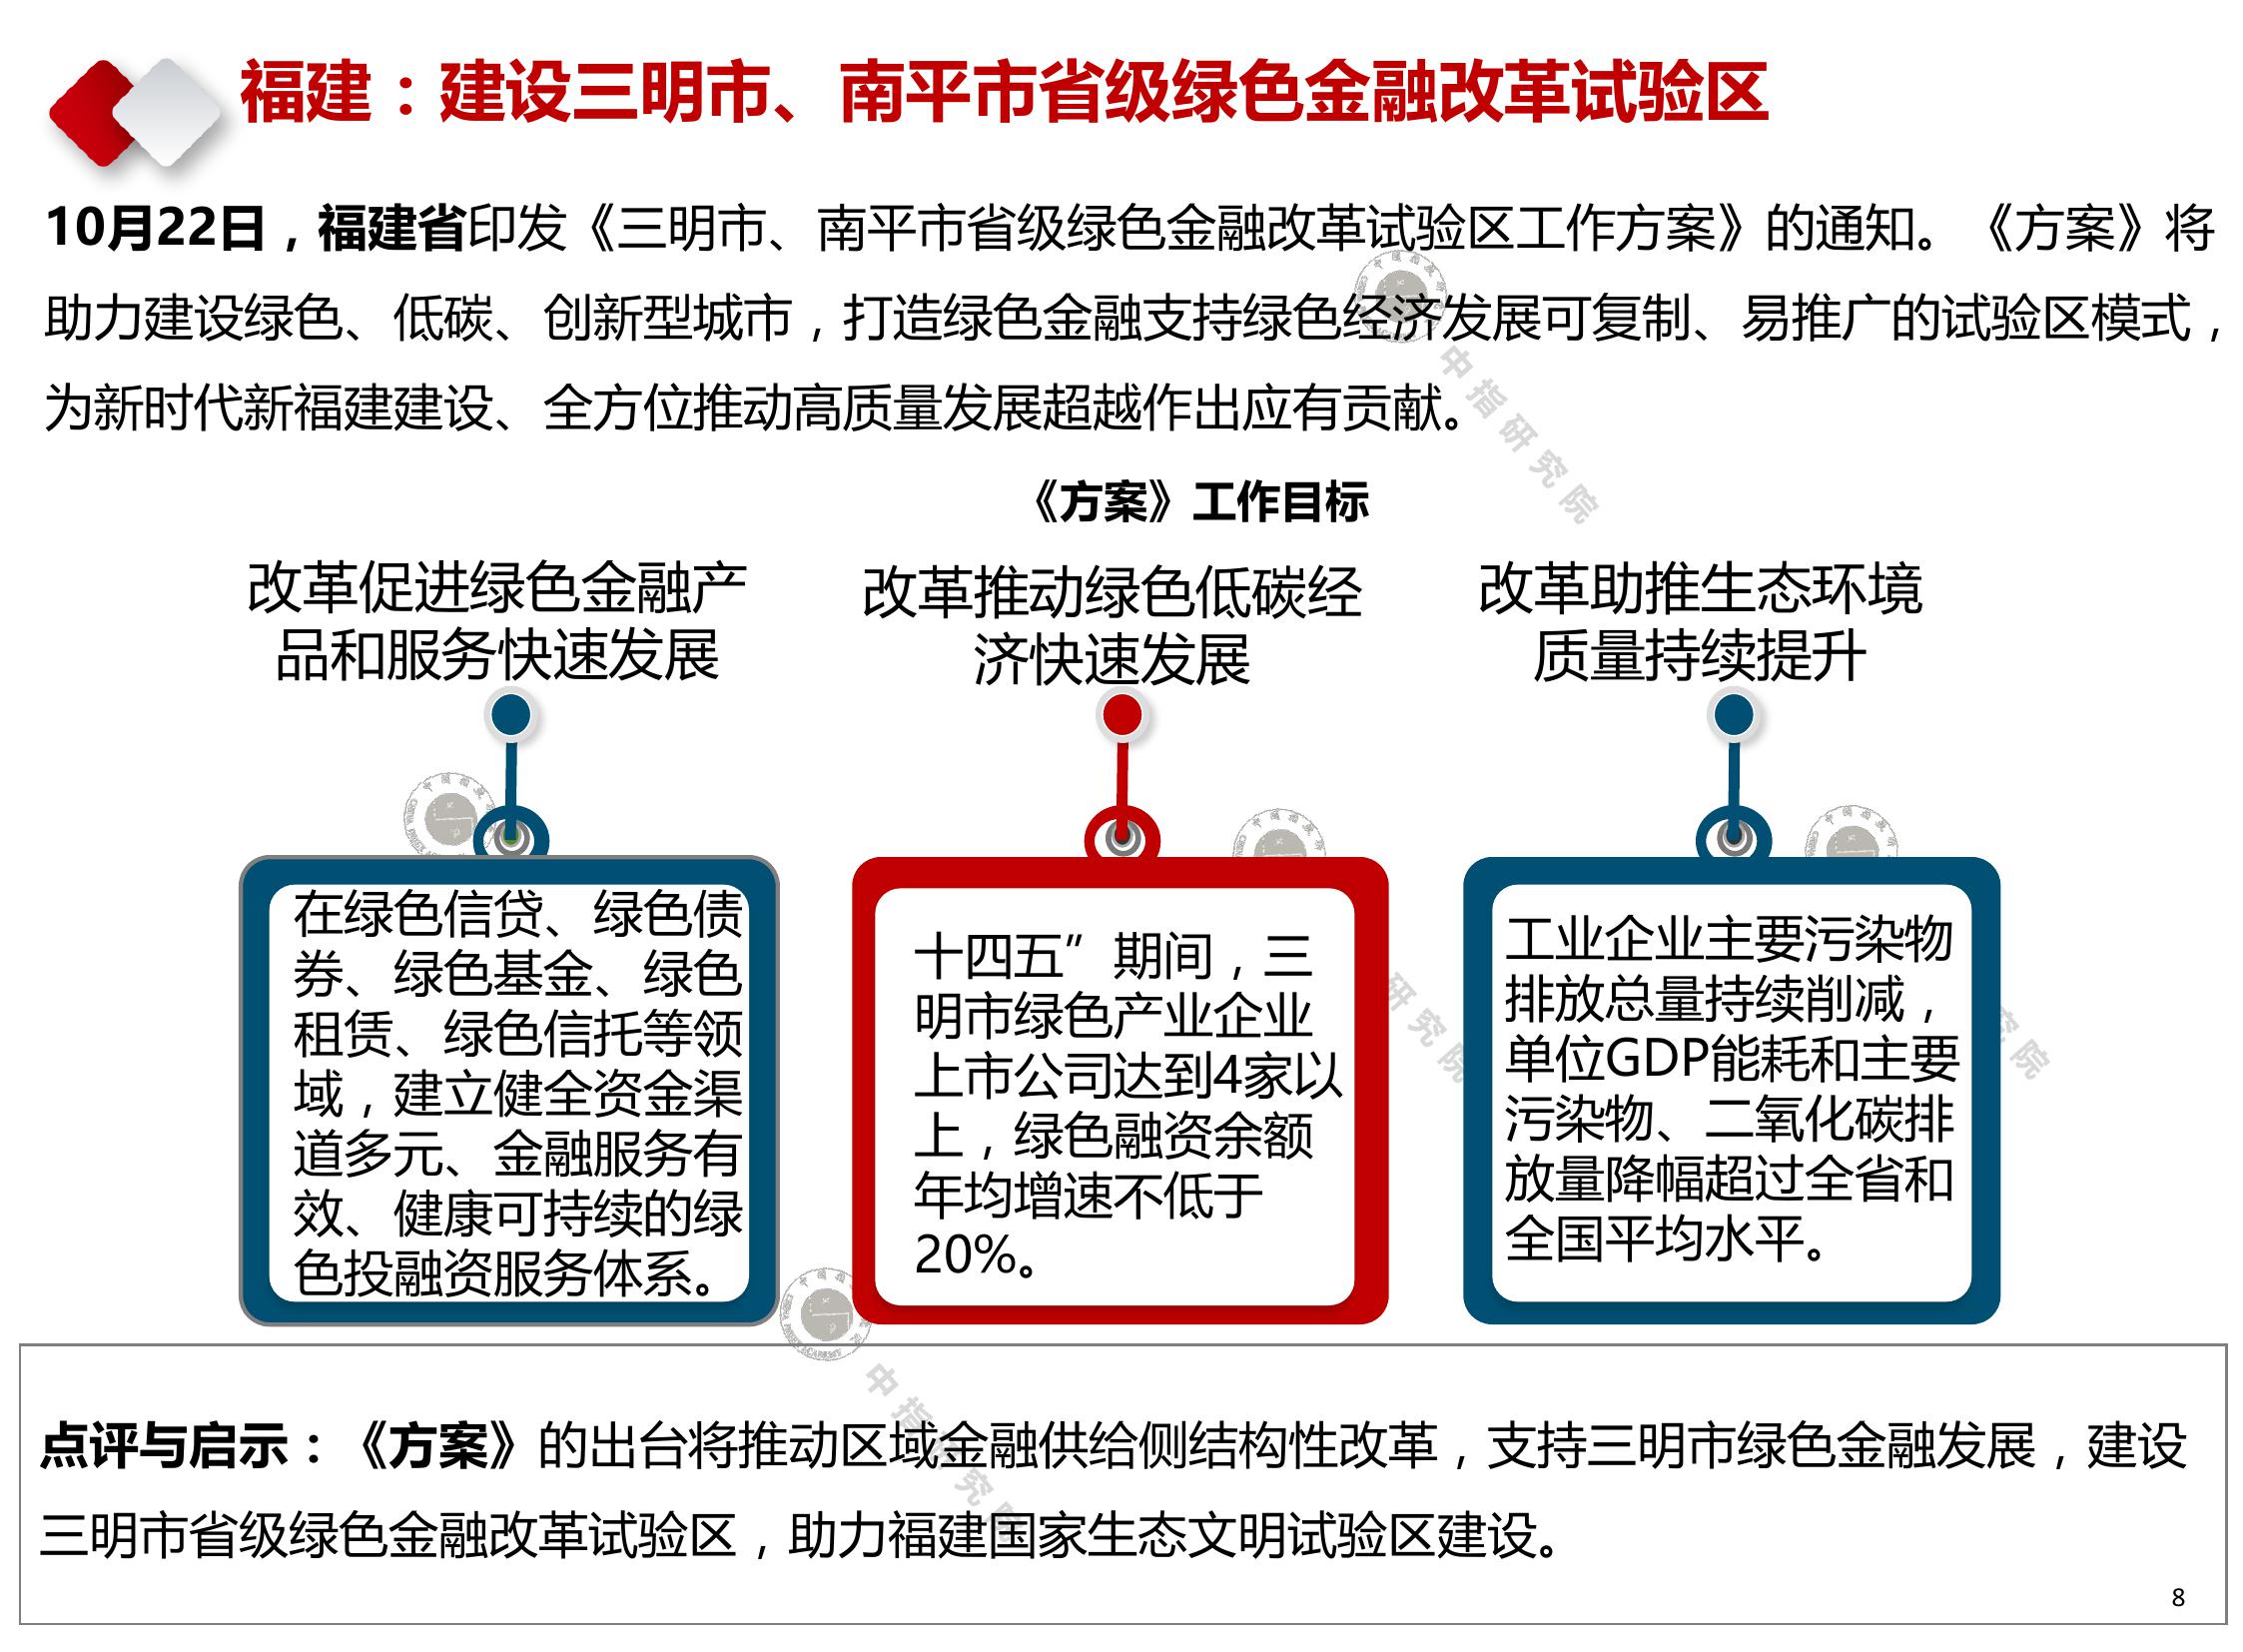 福建：建设三明市、南平市省级绿色金融改革试验区
10月22日，福建省印发《三明市、南平市省级绿色金融改革试验区工作方案》的通知。《方案》将
助力建设绿色、低碳、创新型城市，打造绿色金融支持绿色经济发展可复制、易推广的试验区模式，
为新时代新福建建设、全方位推动高质量发展超越作出应有贡献。
中指研究院
《方案》工作目标
改革促进绿色金融产
品和服务快速发展
改革推动绿色低碳经
济快速发展
改革助推生态环境
质量持续提升
在绿色信贷、绿色债
券、绿色基金、绿色
租赁、绿色信托等领
域，建立健全资金渠
道多元、金融服务有
效、健康可持续的绿
色投融资服务体系。
十四五”期间，三
明市绿色产业企业
上市公司达到4家以
上，绿色融资余额
年均增速不低于
20%。
研究院
工业企业主要污染物
排放总量持续削减，
单位GDP能耗和主要
污染物、二氧化碳排
放量降幅超过全省和
全国平均水平。
究院
中指研究院
点评与启示：《方案》的出台将推动区域金融供给侧结构性改革，支持三明市绿色金融发展，建设
三明市省级绿色金融改革试验区，助力福建国家生态文明试验区建设。
8